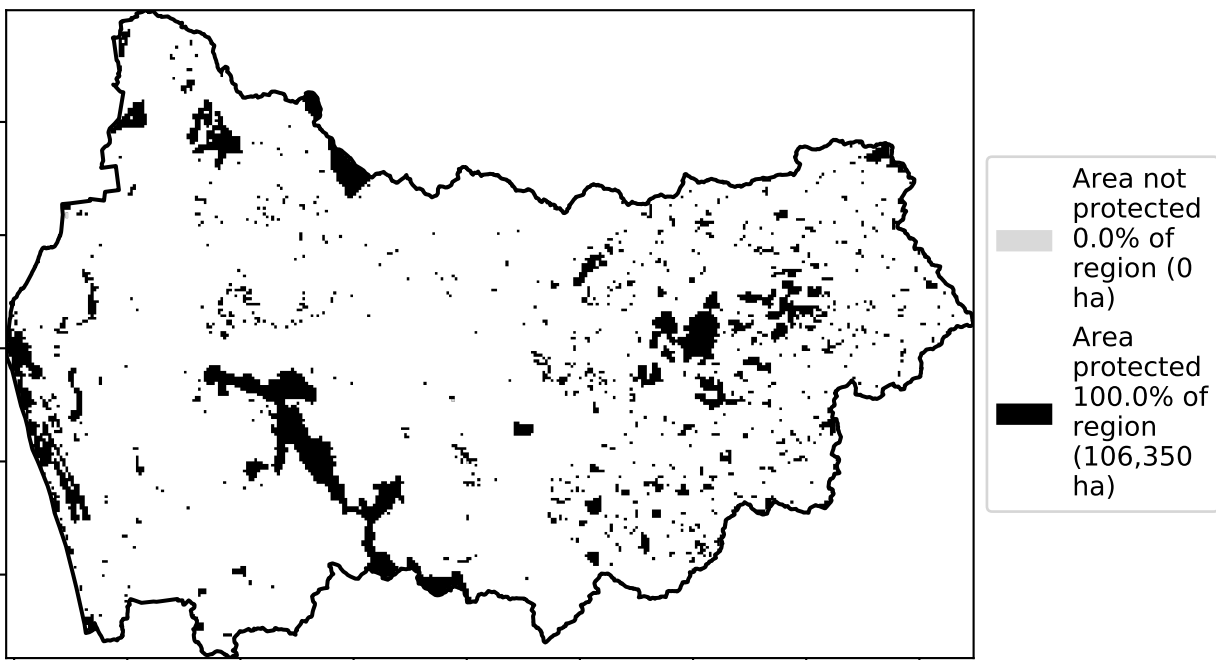 Area not
protected
0.0% of
region (0
ha)
Area
protected
100.0% of
region
(106,350
ha)